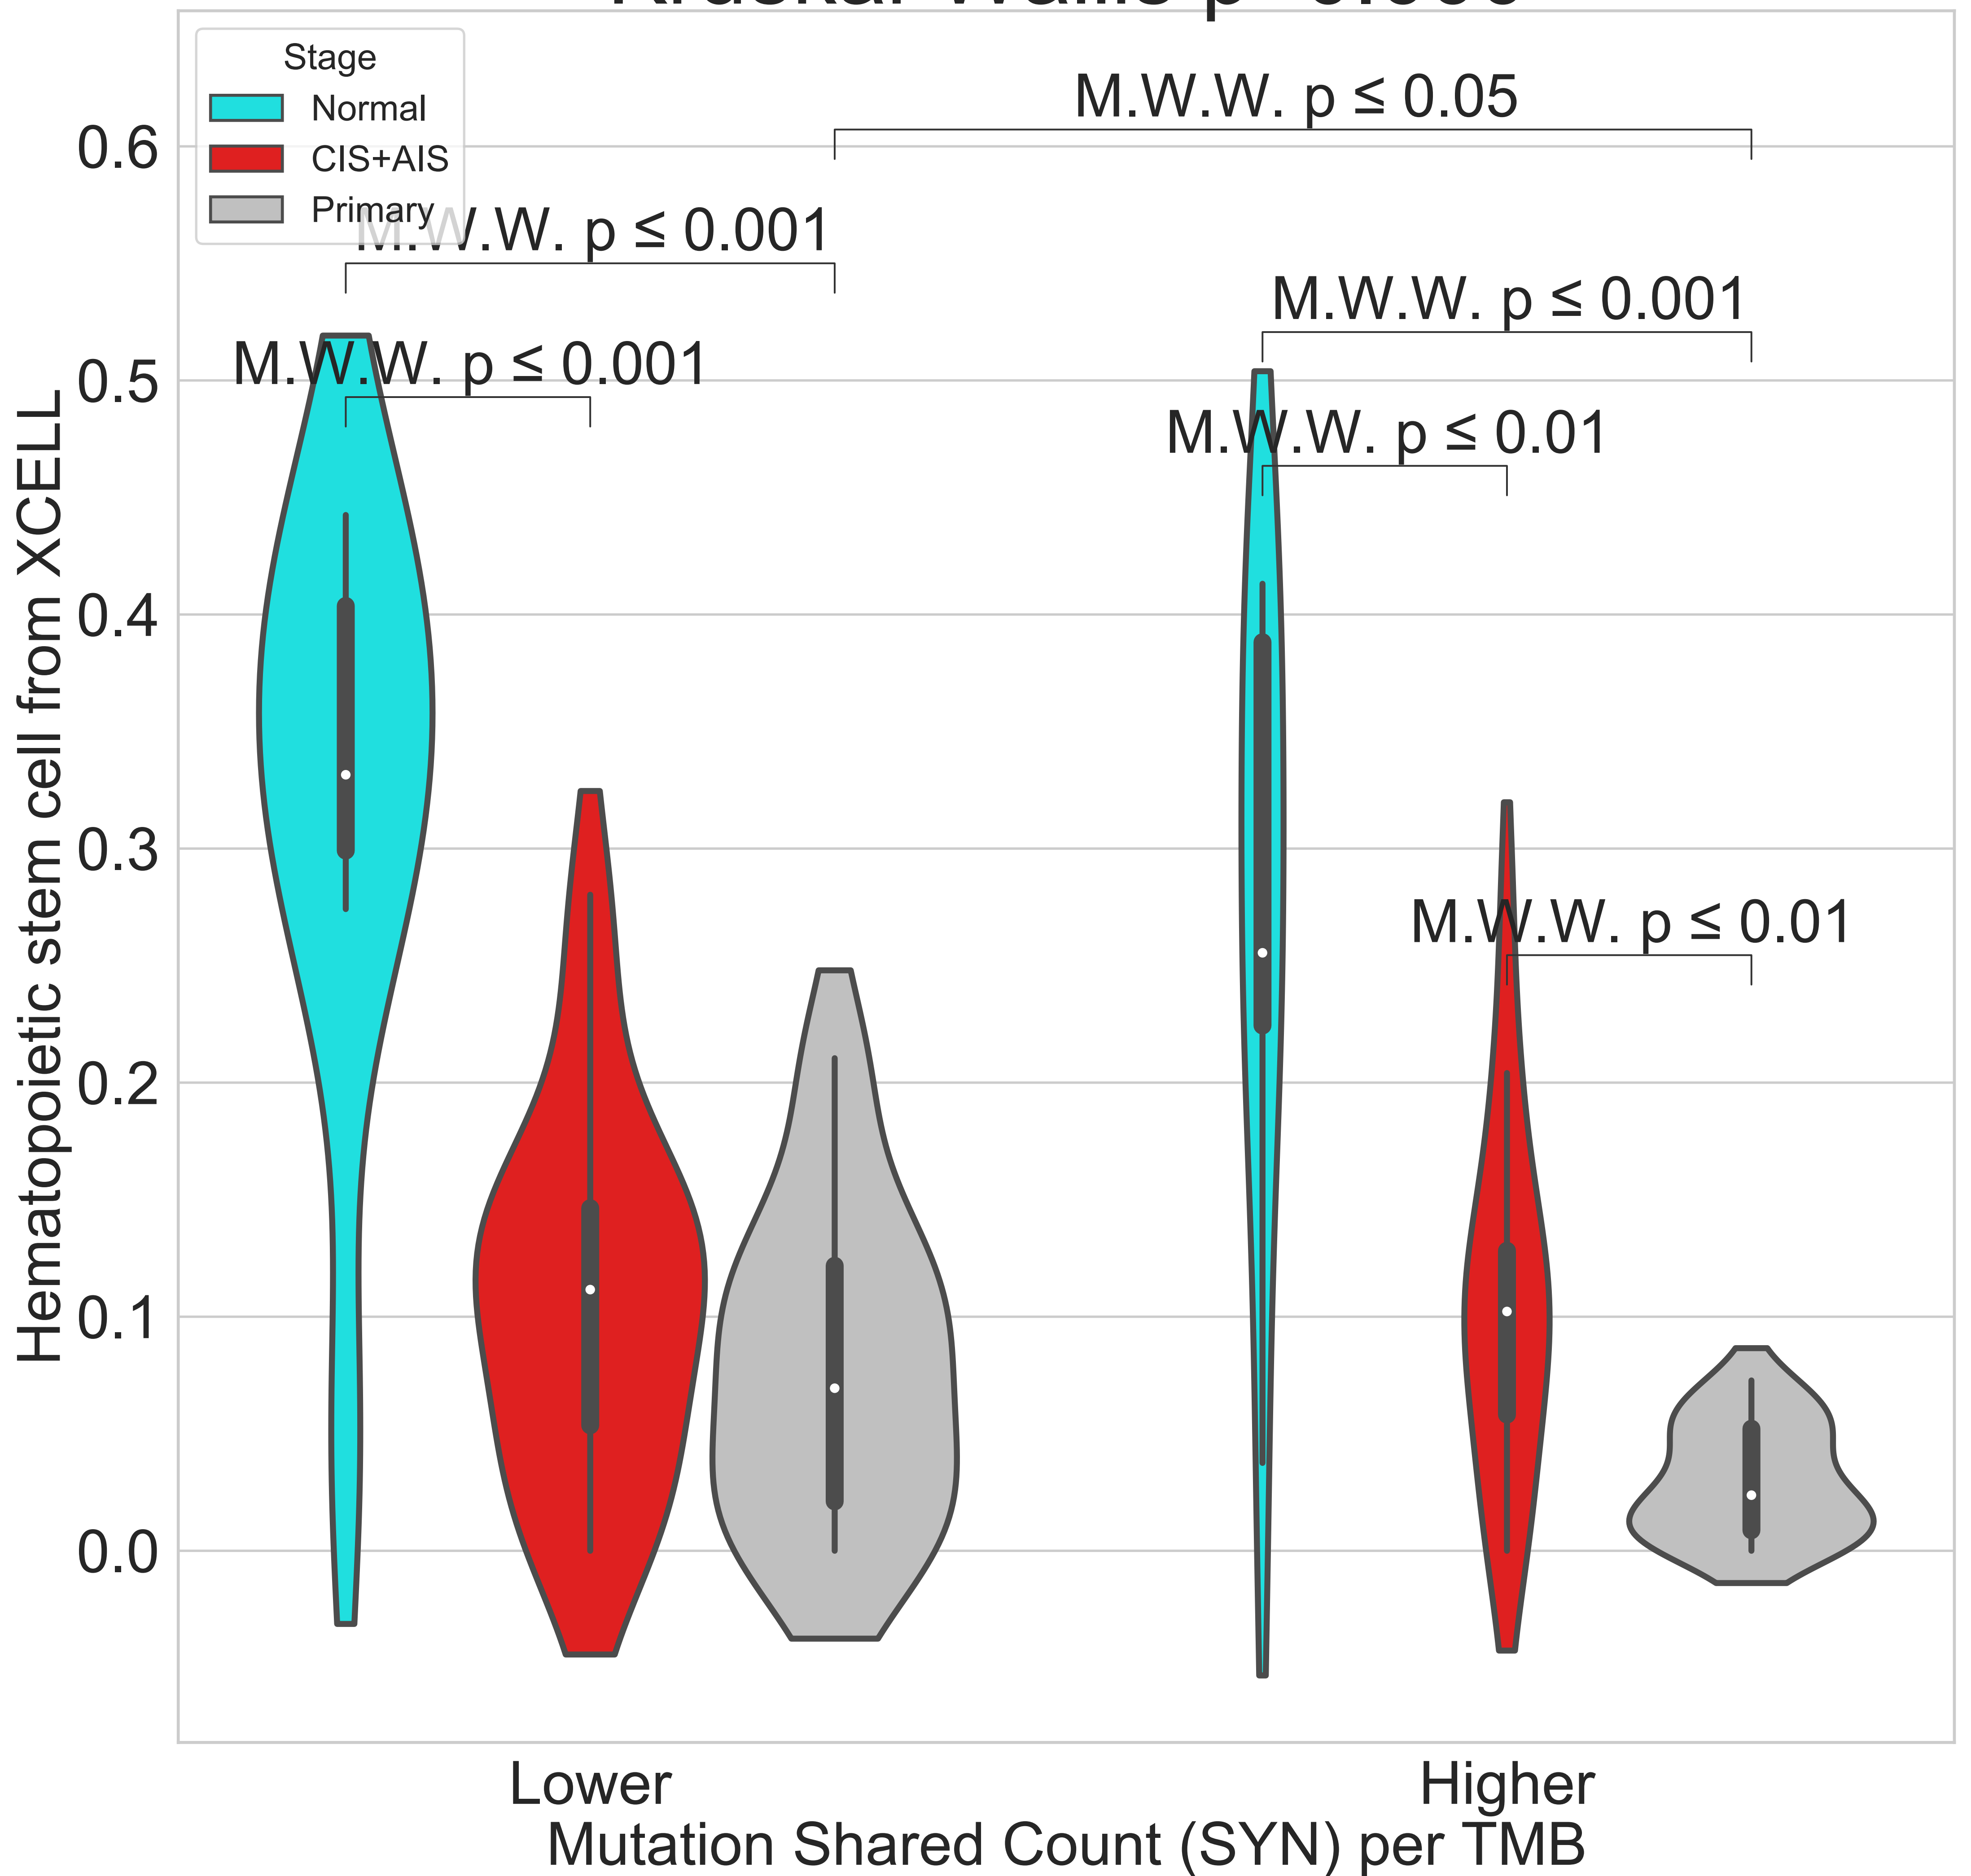 Stage
Normal
CIS+AIS
Primary
M.W.W. p ≤ 0.05
M.W.W. p ≤ 0.001
M.W.W. p ≤ 0.001
M.W.W. p ≤ 0.001
M.W.W. p ≤ 0.01
M.W.W. p ≤ 0.01
0.6
0.5
0.4
0.3
0.2
0.1
0.0
Hematopoietic stem cell from XCELL
Lower
Higher
Mutation Shared Count (SYN) per TMB